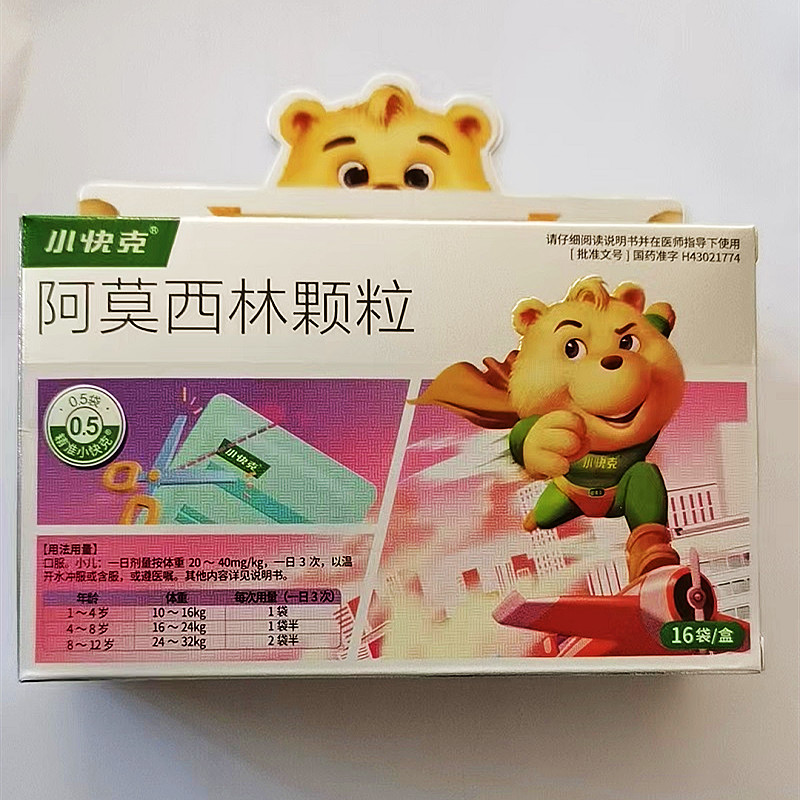 小快克®
请仔细阅读说明书并在医师指导下使用
[批准文号]国药准字 H43021774
阿莫西林颗粒
0.5袋
0.5
精准小快克®
小快克
小快克
【用法用量】
口服。小儿：一日剂量按体重 20～40mg/kg，一日 3 次，以温
开水冲服或含服，或遵医嘱。其他内容详见说明书。
年龄 体重 每次用量（一日3次）
1～4岁 10～16kg 1袋
4～8岁 16～24kg 1袋半
8～12岁 24～32kg 2袋半
16袋/盒